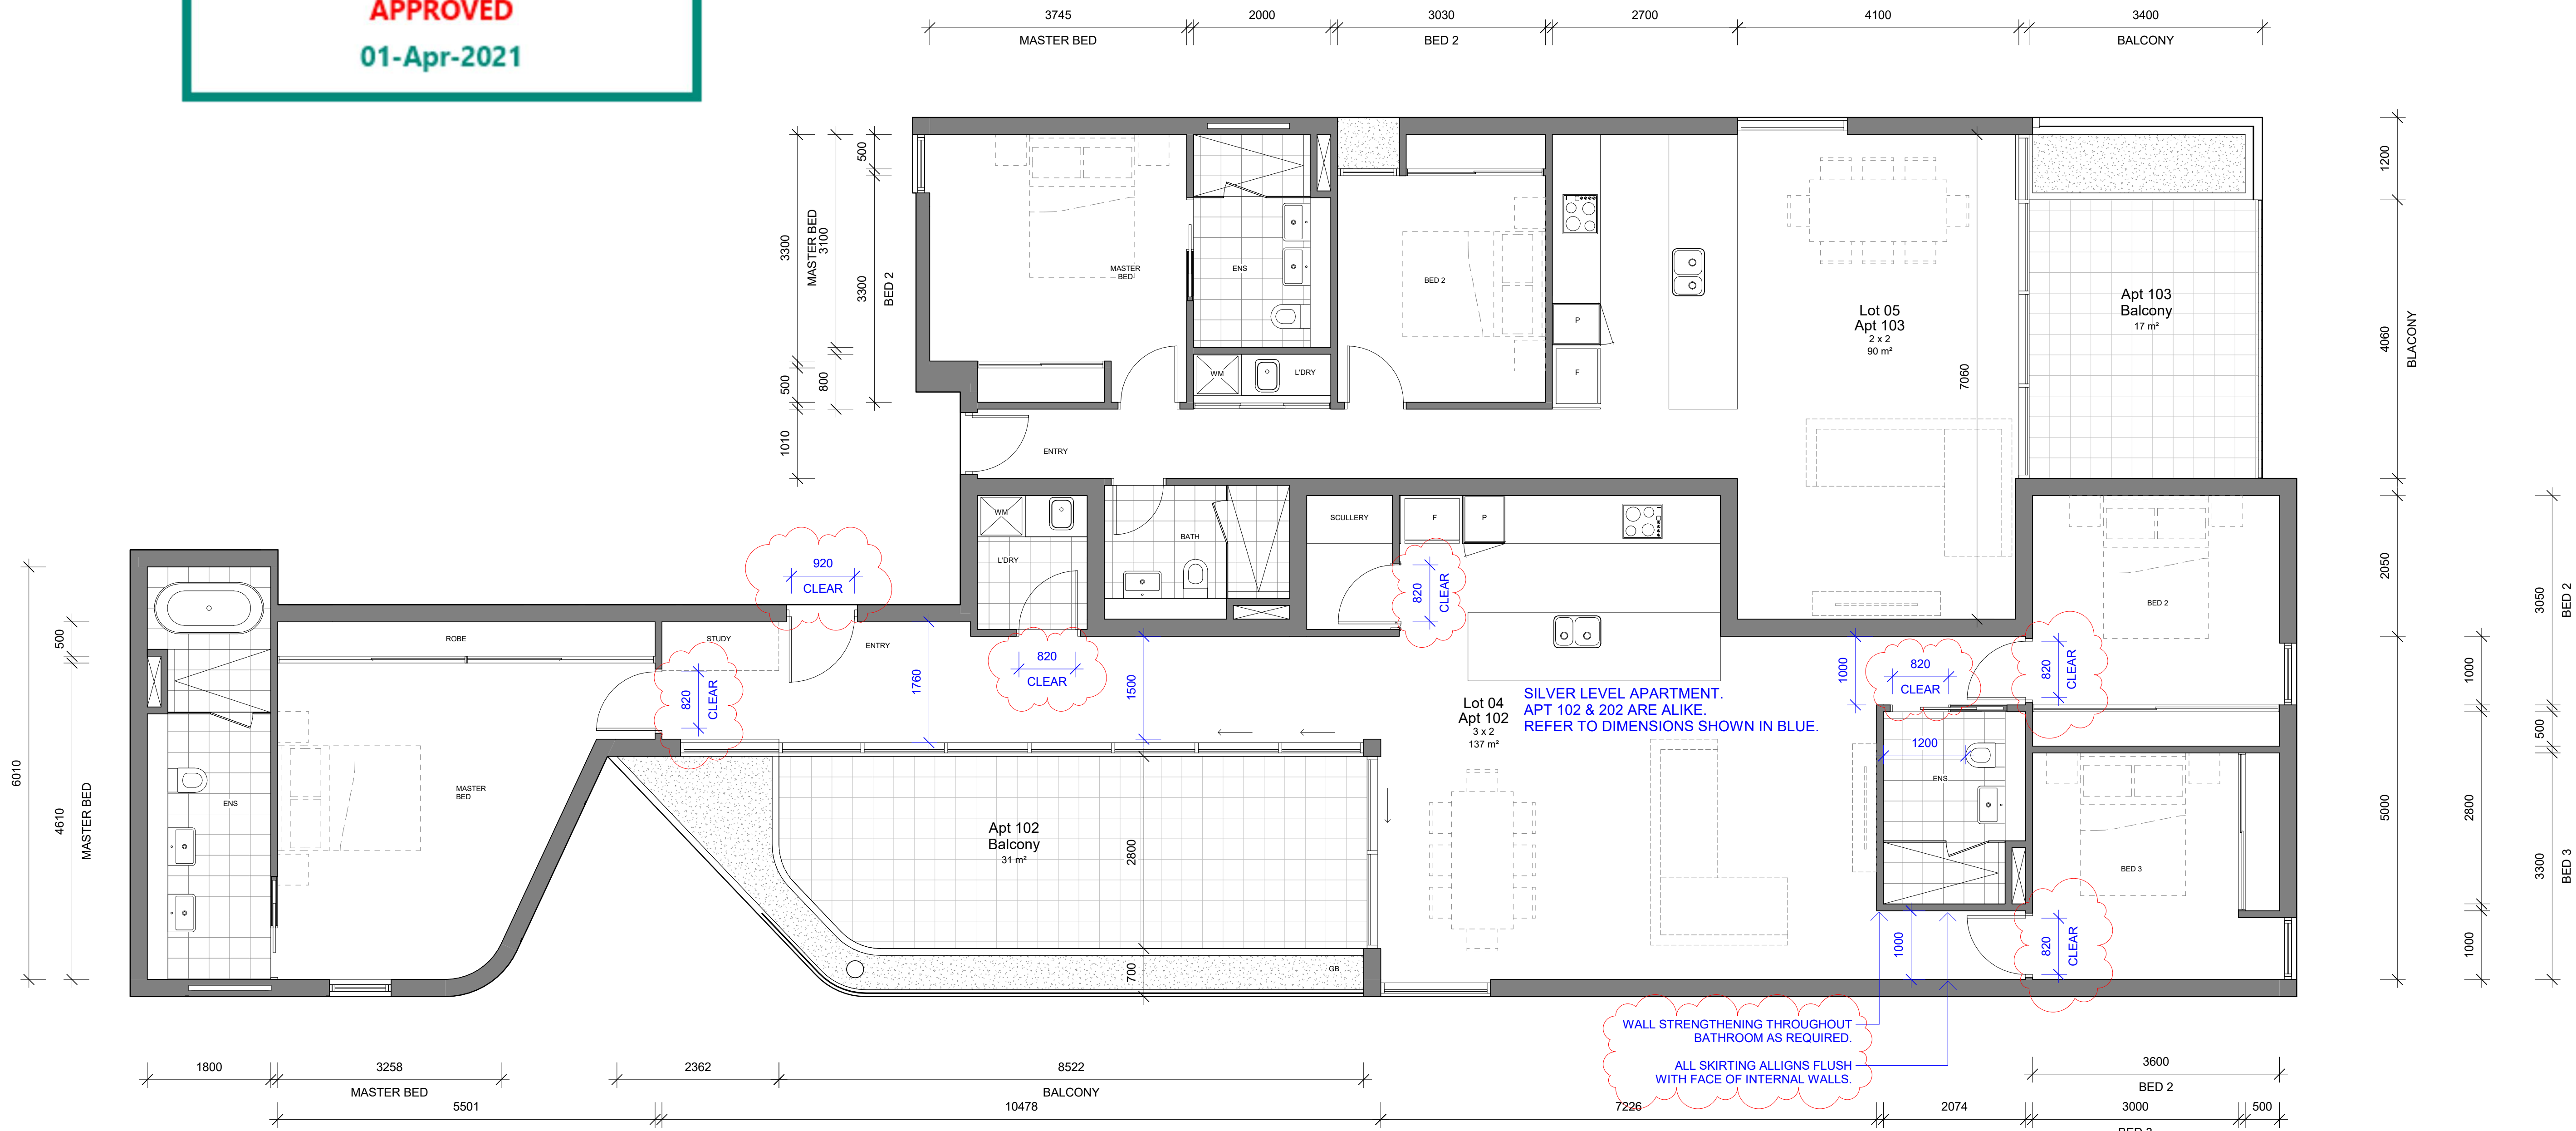 APPROVED
01-Apr-2021
3745
2000
3030
2700
4100
3400
MASTER BED
BED 2
BALCONY
3300
MASTER BED
3100
500
3300
BED 2
500
800
1010
1200
4060
BLACONY
2050
5000
3050
BED 2
1000
500
2800
3300
BED 3
1000
MASTER
BED
ENS
BED 2
P
F
WM
L'DRY
ENTRY
Lot 05
Apt 103
2 x 2
90 m²
7060
Apt 103
Balcony
17 m²
WM
L'DRY
BATH
SCULLERY
F
P
920
CLEAR
820
CLEAR
ROBE
STUDY
ENTRY
820
CLEAR
1760
820
CLEAR
1500
6010
500
4610
MASTER BED
ENS
MASTER
BED
Lot 04
Apt 102
3 x 2
137 m²
SILVER LEVEL APARTMENT.
APT 102 & 202 ARE ALIKE.
REFER TO DIMENSIONS SHOWN IN BLUE.
1000
820
CLEAR
820
CLEAR
BED 2
1200
ENS
BED 3
1000
820
CLEAR
Apt 102
Balcony
31 m²
2800
700
GB
WALL STRENGTHENING THROUGHOUT
BATHROOM AS REQUIRED.
ALL SKIRTING ALLIGNS FLUSH
WITH FACE OF INTERNAL WALLS.
1800
3258
MASTER BED
5501
2362
8522
BALCONY
10478
7226
2074
3600
BED 2
3000
500
BED 3